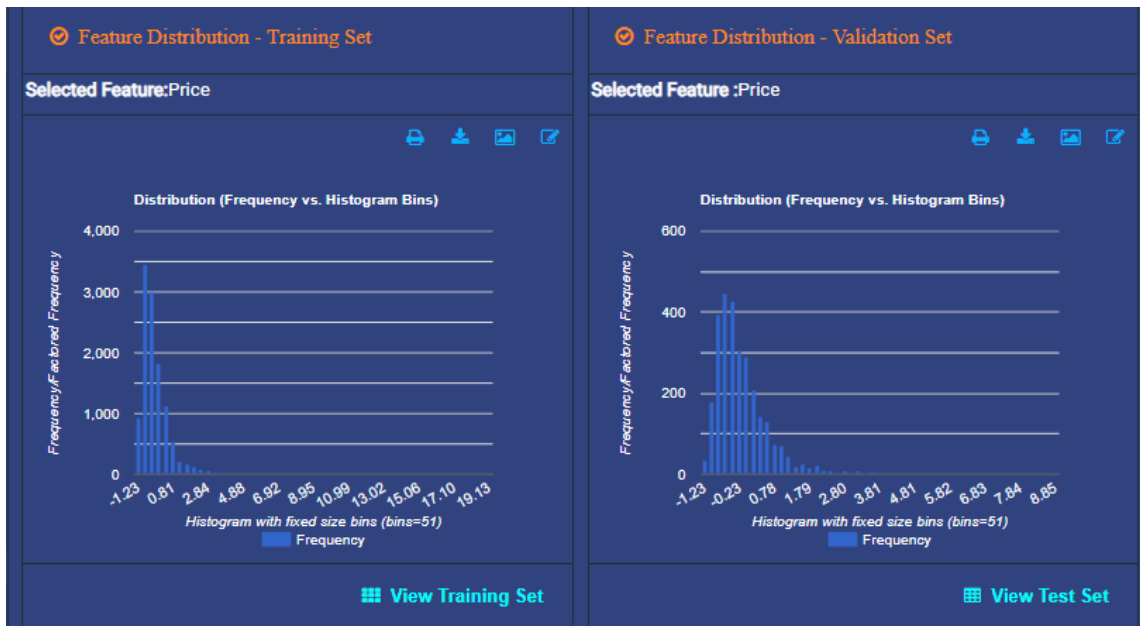 Feature Distribution - Training Set
Selected Feature:Price
Distribution (Frequency vs. Histogram Bins)
Frequency/Factored Frequency
4,000
3,000
2,000
1,000
0
-1.23 0.81 2.84 4.88 6.92 8.95 10.99 13.02 15.06 17.10 19.13
Histogram with fixed size bins (bins=51)
Frequency
View Training Set
Feature Distribution - Validation Set
Selected Feature :Price
Distribution (Frequency vs. Histogram Bins)
Frequency/Factored Frequency
600
400
200
0
-1.23 -0.23 0.78 1.79 2.80 3.81 4.81 5.82 6.83 7.84 8.85
Histogram with fixed size bins (bins=51)
Frequency
View Test Set